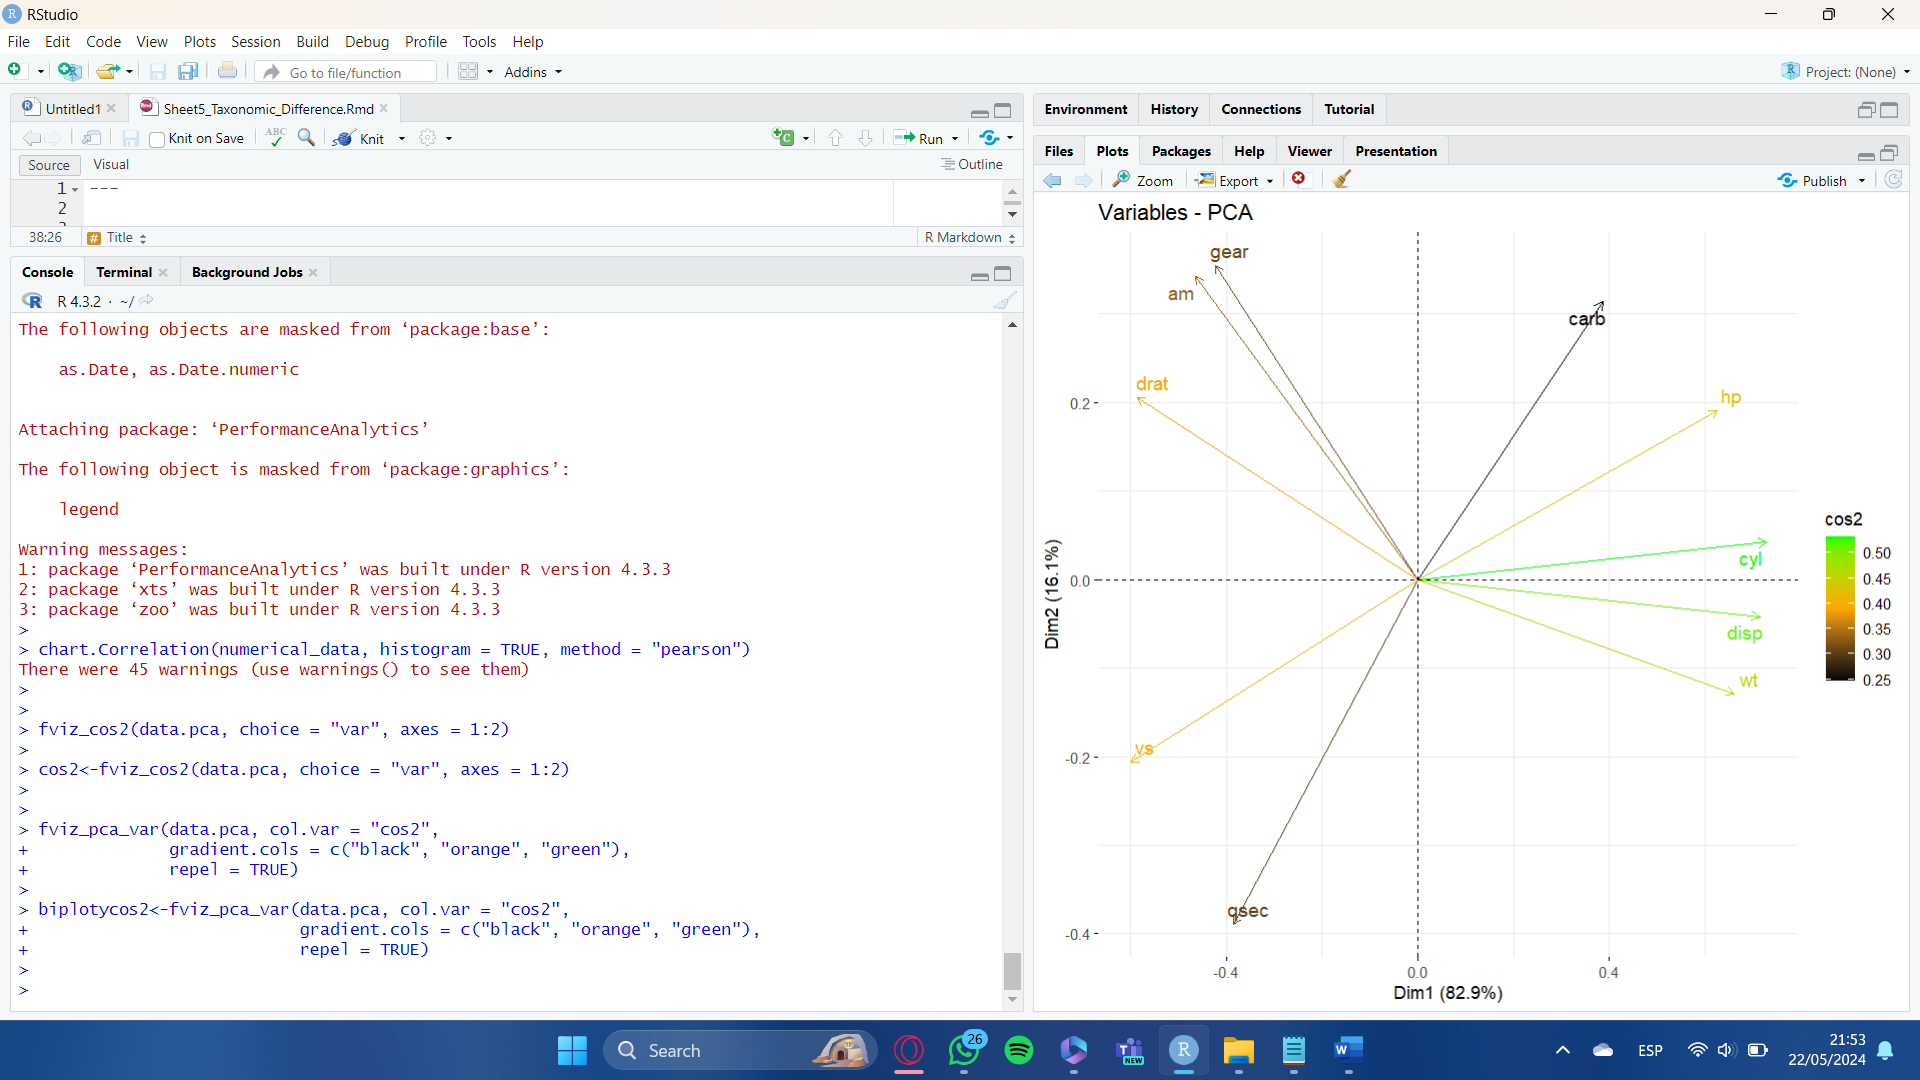 RStudio
File Edit Code View Plots Session Build Debug Profile Tools Help
Go to file/function Addins Project: (None)
Untitled1 Sheet5_Taxonomic_Difference.Rmd
Knit on Save ABC Knit Run
Source Visual Outline
1 ---
2
38:26 # Title R Markdown
Console Terminal Background Jobs
R 4.3.2 · ~/
The following objects are masked from ‘package:base’:
as.Date, as.Date.numeric
Attaching package: ‘PerformanceAnalytics’
The following object is masked from ‘package:graphics’:
legend
Warning messages:
1: package ‘PerformanceAnalytics’ was built under R version 4.3.3
2: package ‘xts’ was built under R version 4.3.3
3: package ‘zoo’ was built under R version 4.3.3
>
> chart.Correlation(numerical_data, histogram = TRUE, method = "pearson")
There were 45 warnings (use warnings() to see them)
>
>
> fviz_cos2(data.pca, choice = "var", axes = 1:2)
>
> cos2<-fviz_cos2(data.pca, choice = "var", axes = 1:2)
>
>
> fviz_pca_var(data.pca, col.var = "cos2",
+ gradient.cols = c("black", "orange", "green"),
+ repel = TRUE)
>
> biplotycos2<-fviz_pca_var(data.pca, col.var = "cos2",
+ gradient.cols = c("black", "orange", "green"),
+ repel = TRUE)
>
>
Environment History Connections Tutorial
Files Plots Packages Help Viewer Presentation
Zoom Export Publish
Variables - PCA
gear
am
carb
drat
hp
cyl
disp
wt
vs
qsec
0.2
0.0
-0.2
-0.4
Dim2 (16.1%)
-0.4 0.0 0.4
Dim1 (82.9%)
cos2
0.50
0.45
0.40
0.35
0.30
0.25
Search 26 NEW ESP 21:53
22/05/2024